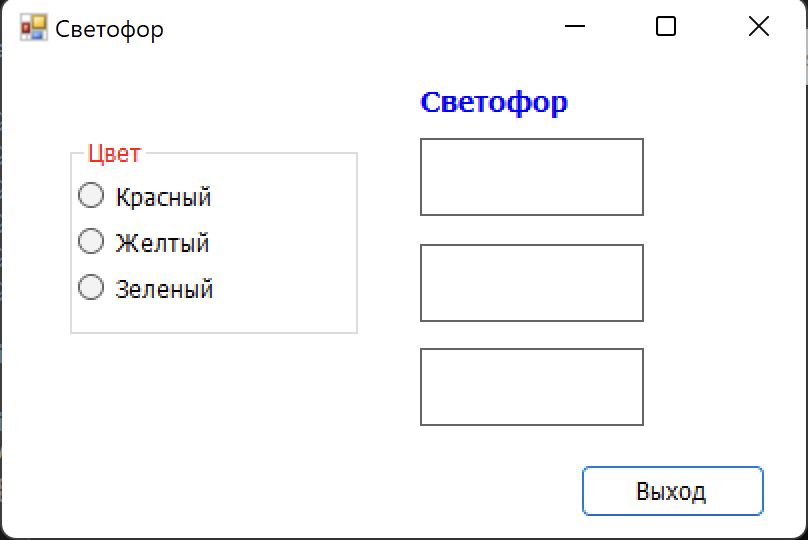 Светофор
Светофор
Цвет
Красный
Желтый
Зеленый
Выход